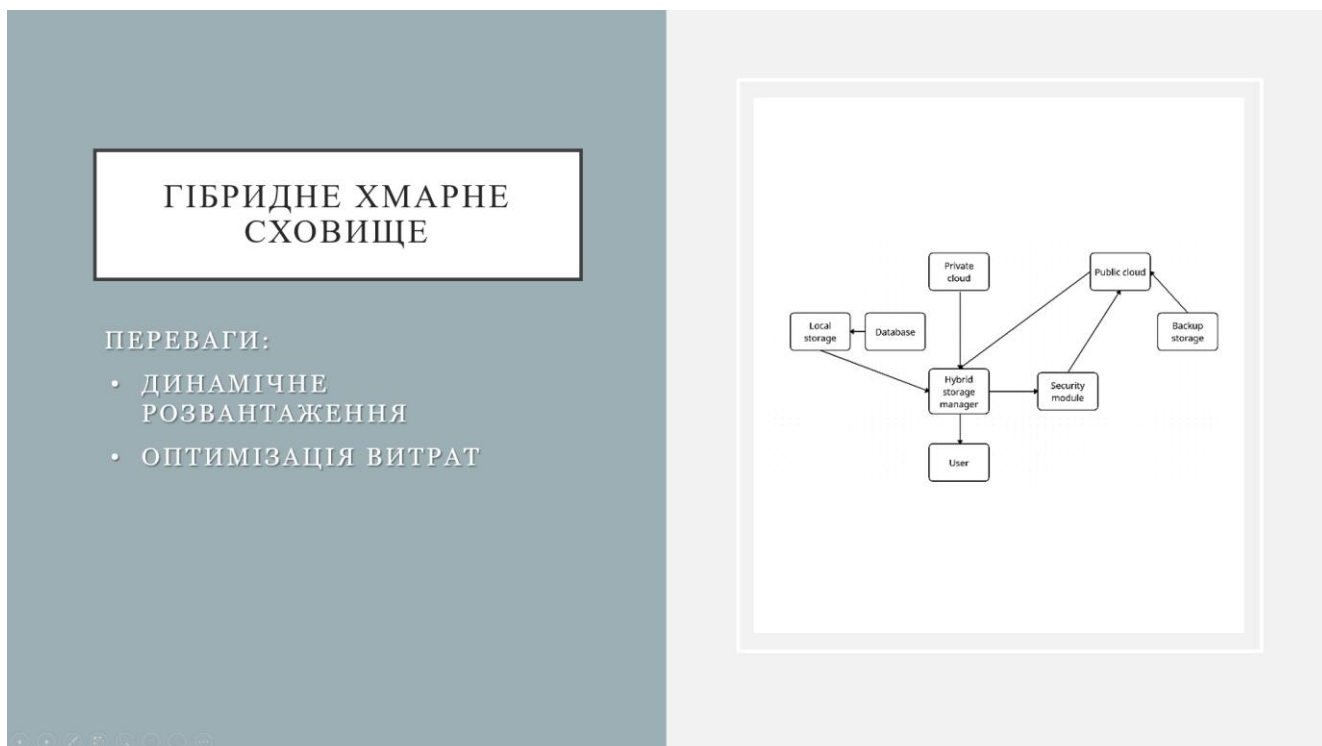 ГІБРИДНЕ ХМАРНЕ
СХОВИЩЕ
ПЕРЕВАГИ:
• ДИНАМІЧНЕ
РОЗВАНТАЖЕННЯ
• ОПТИМІЗАЦІЯ ВИТРАТ
Private
cloud
Public cloud
Local
storage
Database
Backup
storage
Hybrid
storage
manager
Security
module
User